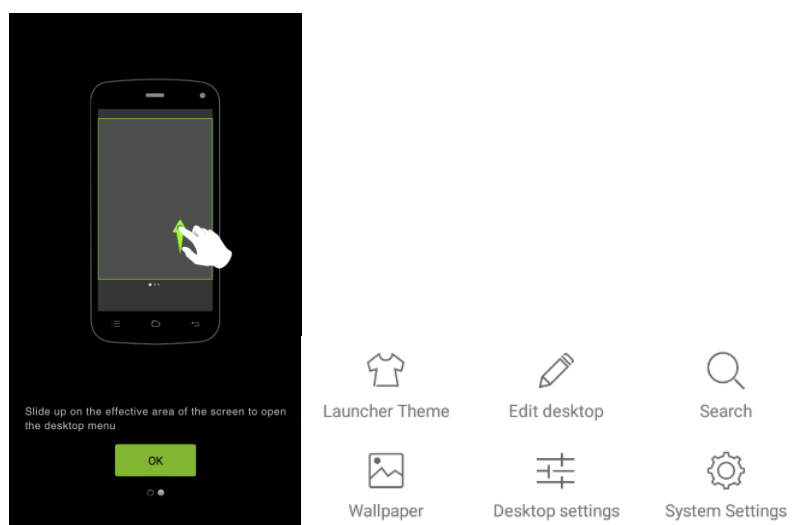 Slide up on the effective area of the screen to open
the desktop menu
OK
Launcher Theme
Edit desktop
Search
Wallpaper
Desktop settings
System Settings